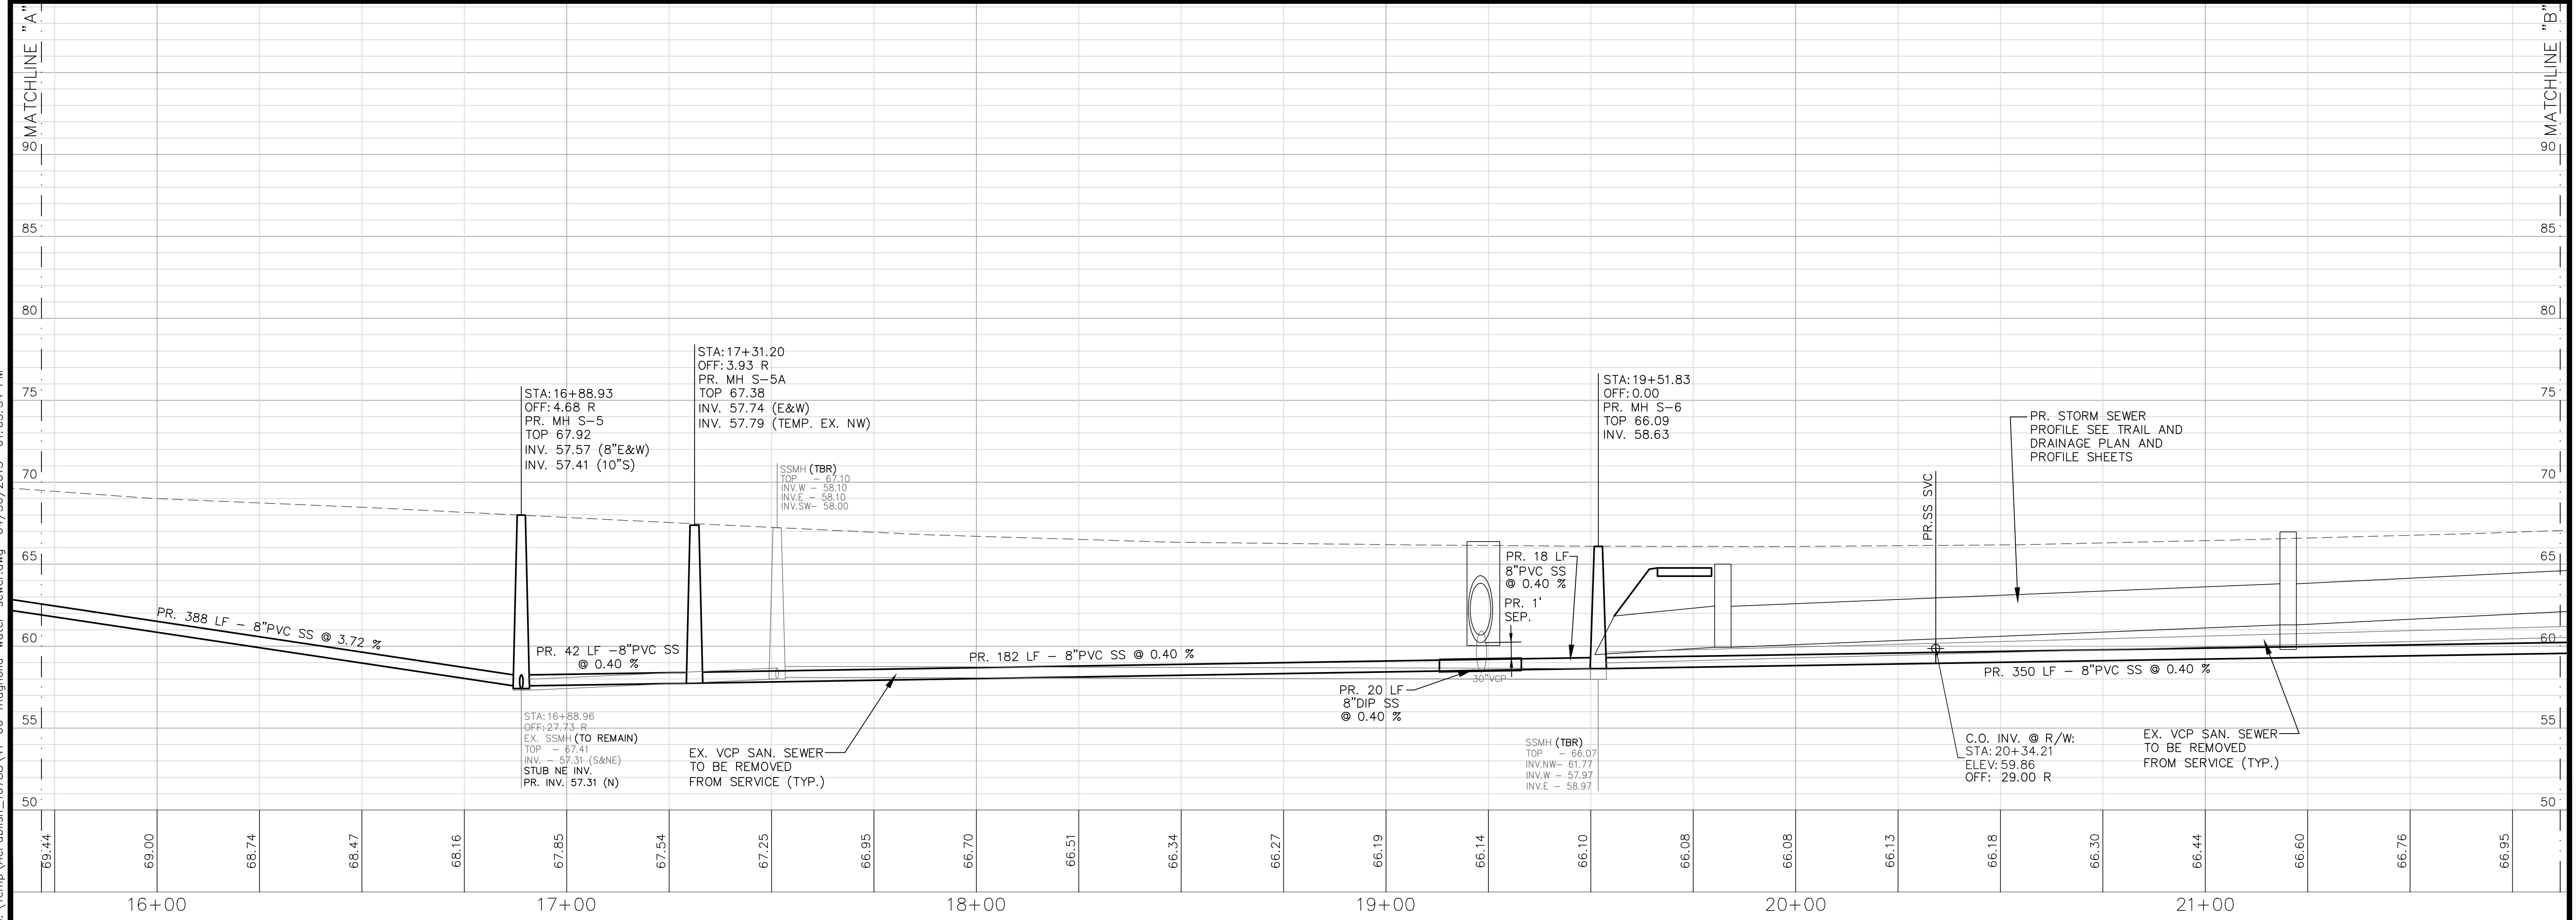 MATCHLINE "A"
MATCHLINE "B"
90
85
80
75
70
65
60
55
50
90
85
80
75
70
65
60
55
50
STA: 16+88.93
OFF: 4.68 R
PR. MH S-5
TOP 67.92
INV. 57.57 (8"E&W)
INV. 57.41 (10"S)
STA: 17+31.20
OFF: 3.93 R
PR. MH S-5A
TOP 67.38
INV. 57.74 (E&W)
INV. 57.79 (TEMP. EX. NW)
SSMH (TBR)
TOP - 67.10
INV.W - 58.10
INV.E - 58.10
INV.SW- 58.00
STA: 19+51.83
OFF: 0.00
PR. MH S-6
TOP 66.09
INV. 58.63
PR. STORM SEWER
PROFILE SEE TRAIL AND
DRAINAGE PLAN AND
PROFILE SHEETS
PR.SS SVC
PR. 18 LF
8"PVC SS
@ 0.40 %
PR. 1'
SEP.
PR. 388 LF - 8"PVC SS @ 3.72 %
PR. 42 LF -8"PVC SS
@ 0.40 %
PR. 182 LF - 8"PVC SS @ 0.40 %
30"VCP
PR. 20 LF
8"DIP SS
@ 0.40 %
PR. 350 LF - 8"PVC SS @ 0.40 %
STA: 16+88.96
OFF: 27.73 R
EX. SSMH (TO REMAIN)
TOP - 67.41
INV. - 57.31 (S&NE)
STUB NE INV.
PR. INV. 57.31 (N)
EX. VCP SAN. SEWER
TO BE REMOVED
FROM SERVICE (TYP.)
SSMH (TBR)
TOP - 66.07
INV.NW- 61.77
INV.W - 57.97
INV.E - 58.97
C.O. INV. @ R/W:
STA: 20+34.21
ELEV: 59.86
OFF: 29.00 R
EX. VCP SAN. SEWER
TO BE REMOVED
FROM SERVICE (TYP.)
69.44
69.00
68.74
68.47
68.16
67.85
67.54
67.25
66.95
66.70
66.51
66.34
66.27
66.19
66.14
66.10
66.08
66.08
66.13
66.18
66.30
66.44
66.60
66.76
66.95
16+00
17+00
18+00
19+00
20+00
21+00